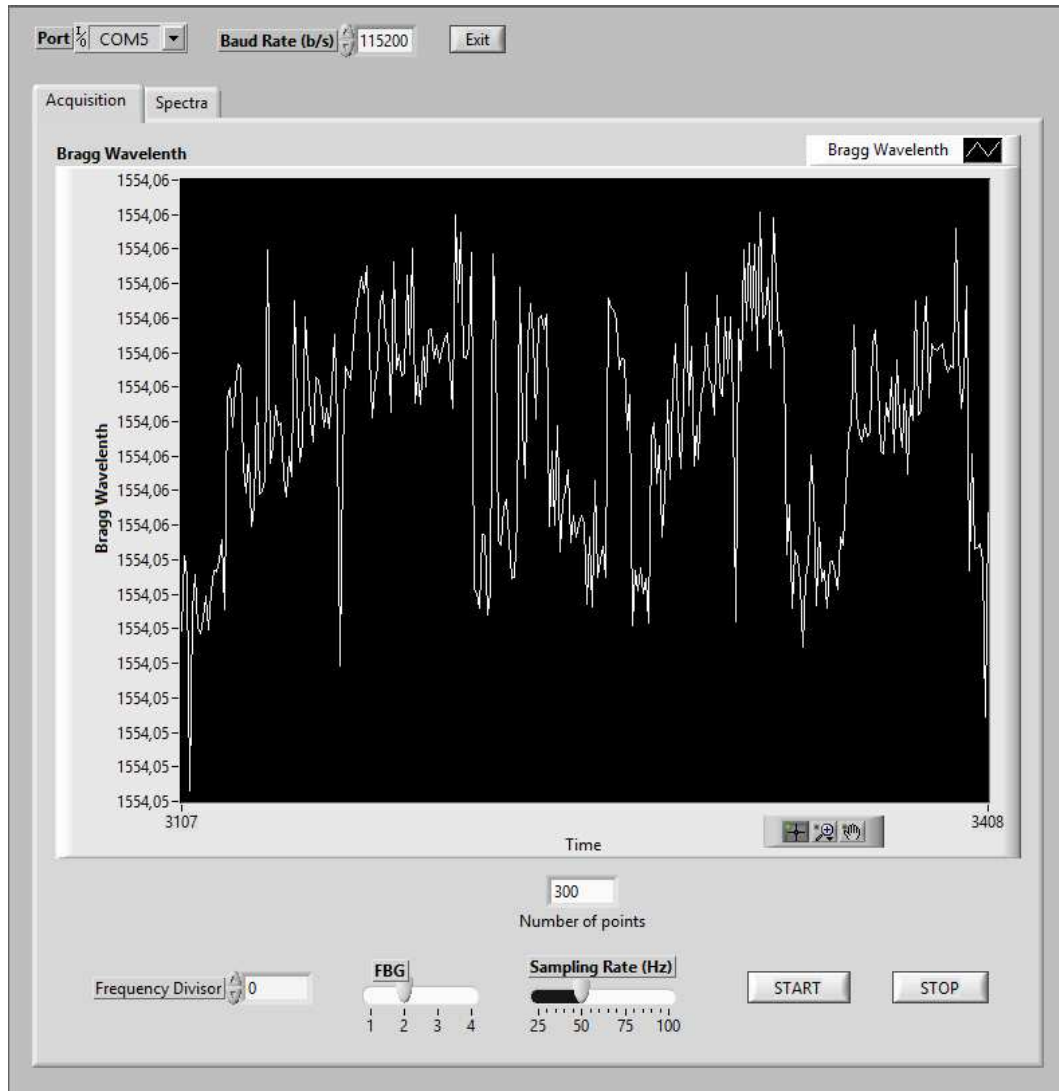 Port I/O COM5 Baud Rate (b/s) 115200 Exit
Acquisition Spectra
Bragg Wavelenth
Bragg Wavelenth
1554,06
1554,06
1554,06
1554,06
1554,06
1554,06
1554,06
1554,06
1554,06
1554,06
1554,06
1554,05
1554,05
1554,05
1554,05
1554,05
1554,05
1554,05
1554,05
Bragg Wavelenth
3107 3408
Time
300
Number of points
Frequency Divisor 0
FBG
1 2 3 4
Sampling Rate (Hz)
25 50 75 100
START STOP